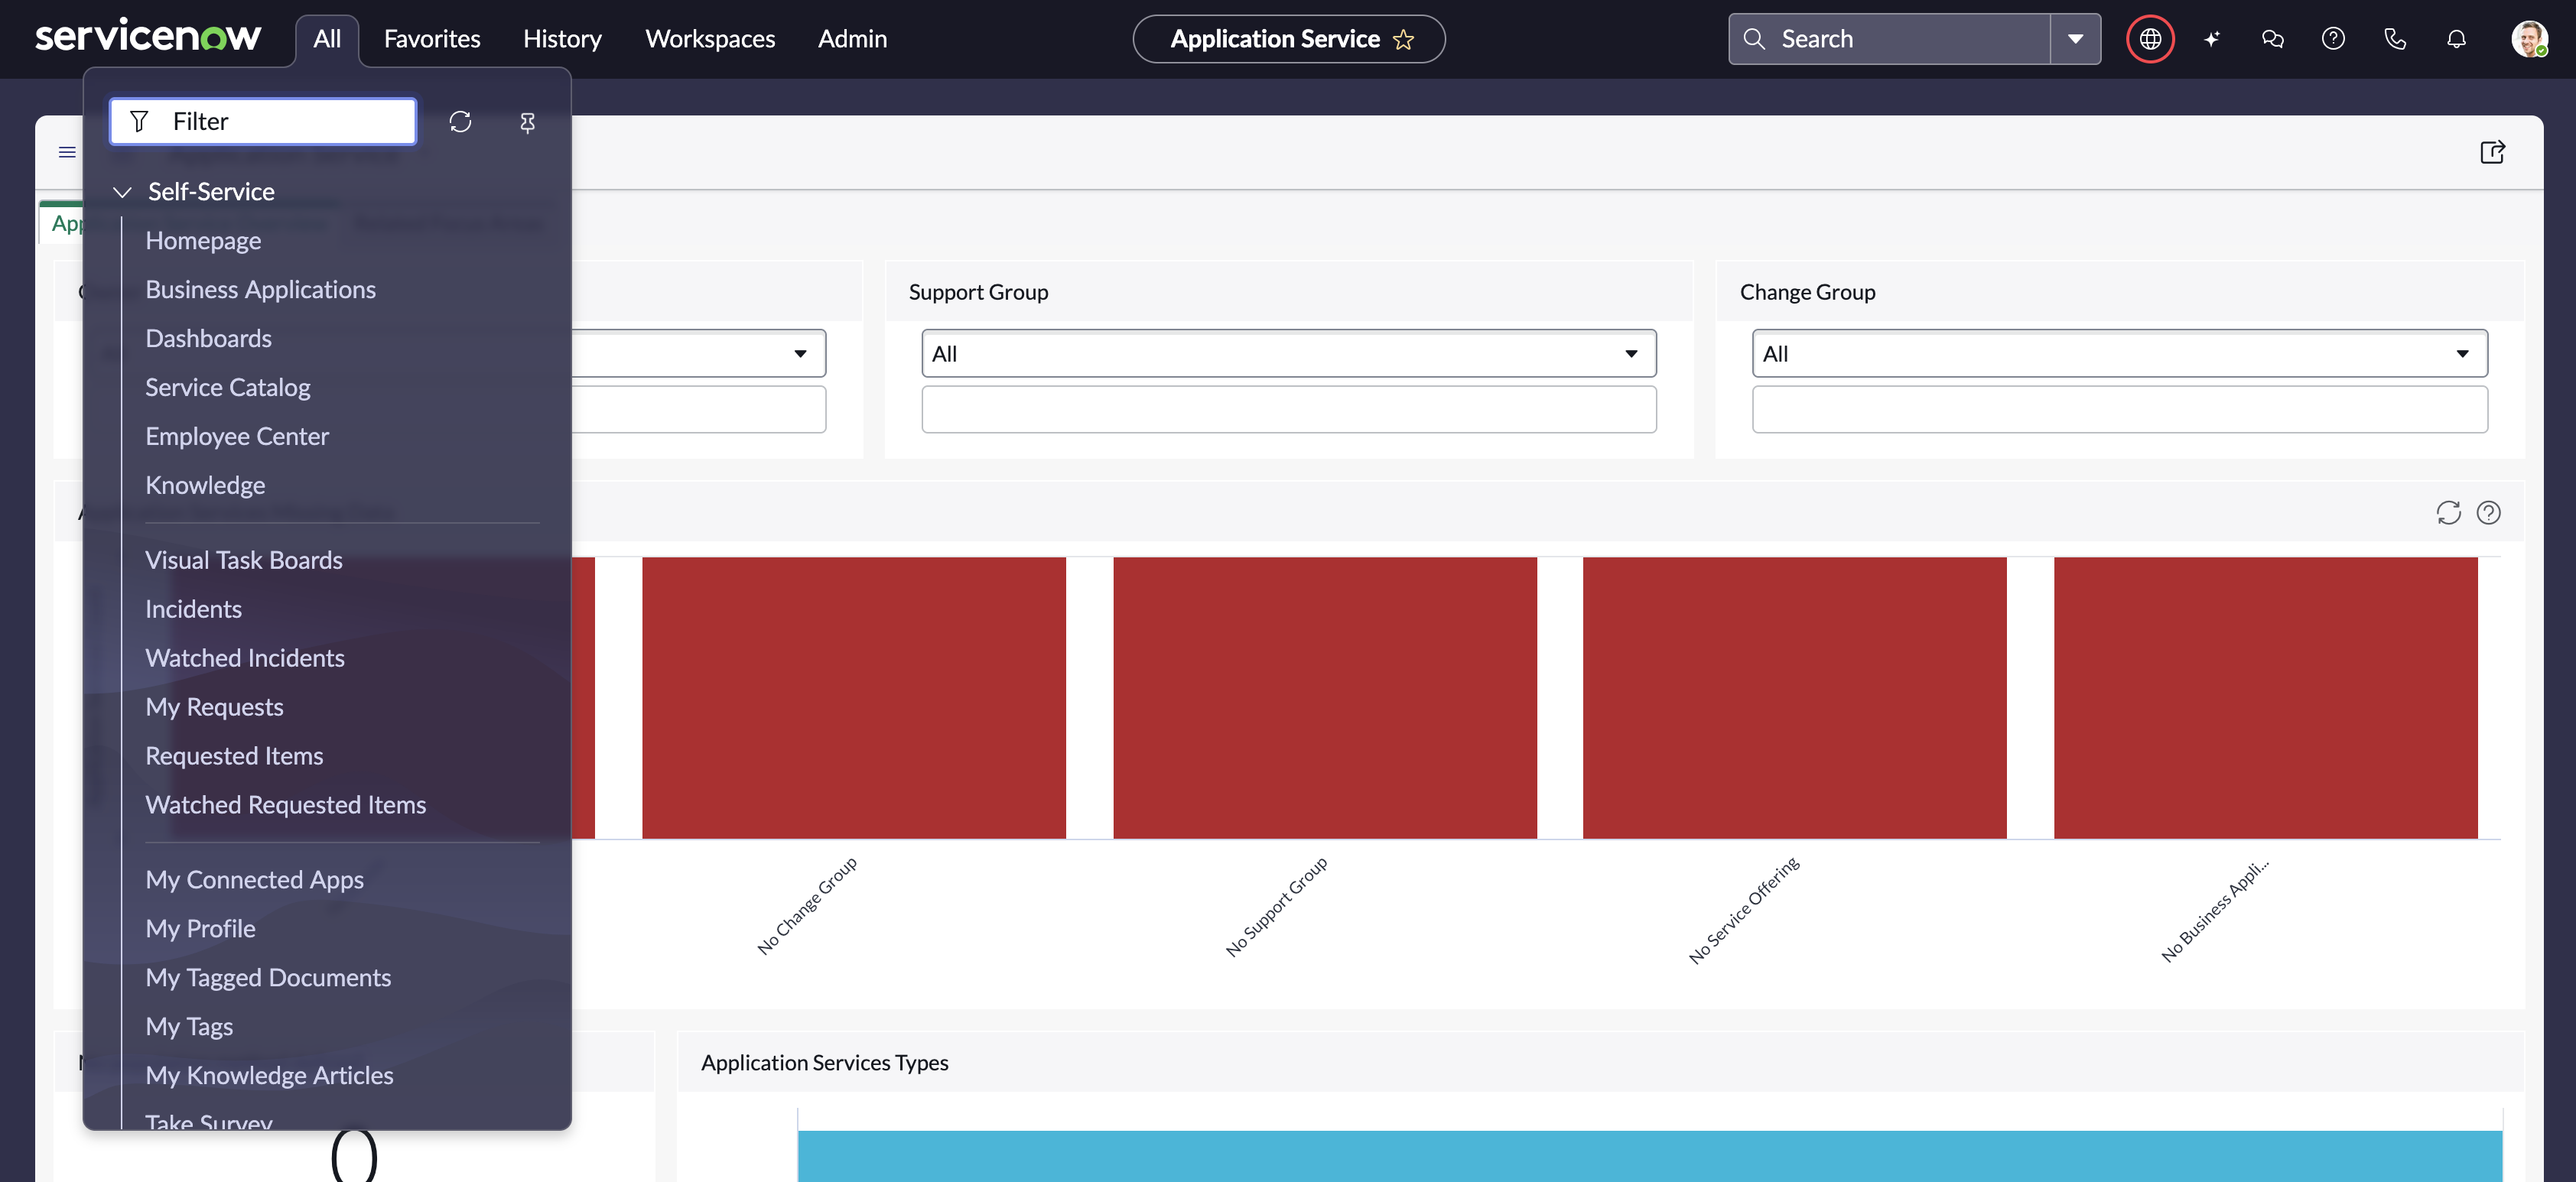 servicenow
All
Favorites
History
Workspaces
Admin
Application Service
Search
Filter
Self-Service
Homepage
Business Applications
Dashboards
Service Catalog
Employee Center
Knowledge
Visual Task Boards
Incidents
Watched Incidents
My Requests
Requested Items
Watched Requested Items
My Connected Apps
My Profile
My Tagged Documents
My Tags
My Knowledge Articles
Take Survey
Support Group
All
Change Group
All
No Change Group
No Support Group
No Service Offering
No Business Appli...
0
Application Services Types